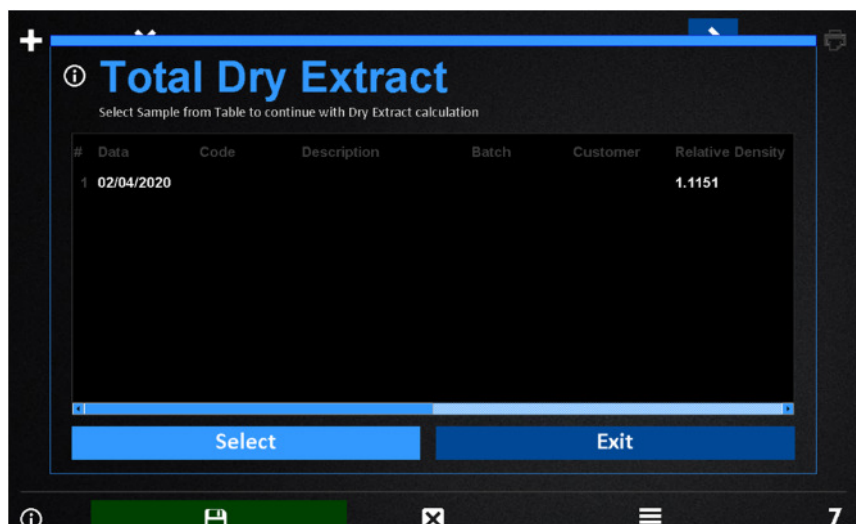 Total Dry Extract
Select Sample from Table to continue with Dry Extract calculation
# Data Code Description Batch Customer Relative Density
1 02/04/2020 1.1151
Select Exit
7